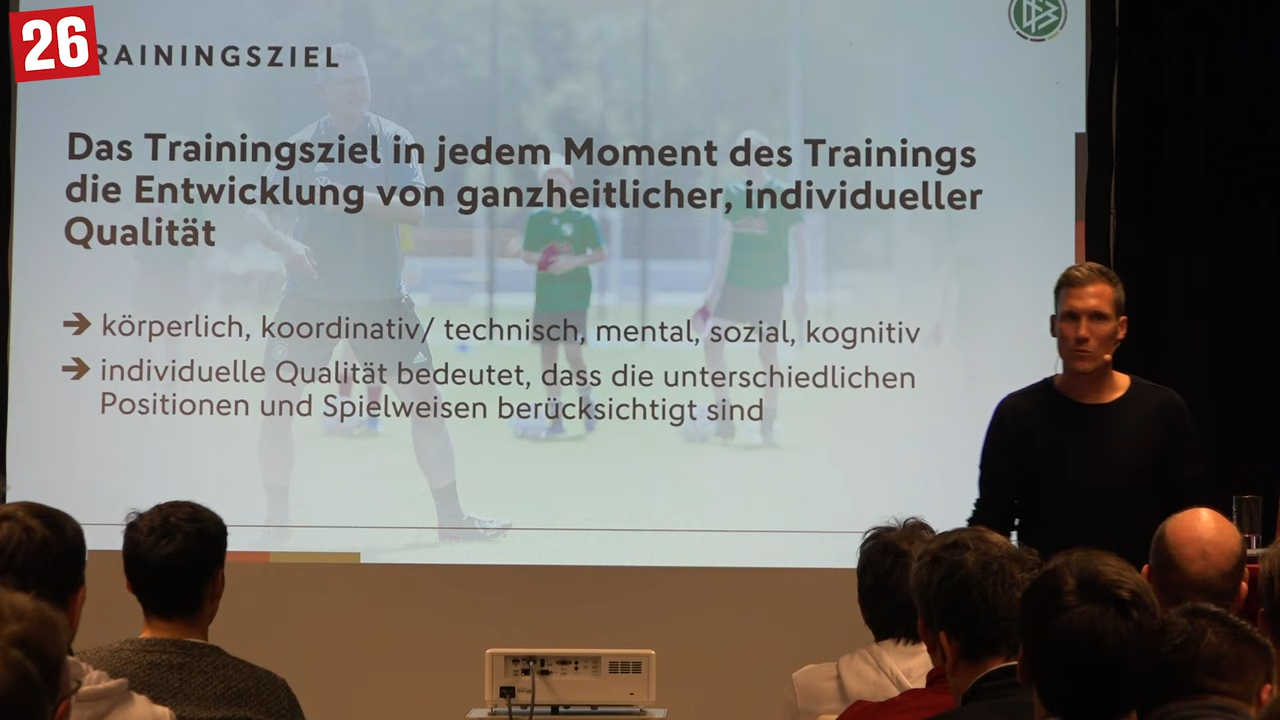 26
RAININGSZIEL
DFB
Das Trainingsziel in jedem Moment des Trainings
die Entwicklung von ganzheitlicher, individueller
Qualität
→ körperlich, koordinativ/ technisch, mental, sozial, kognitiv
→ individuelle Qualität bedeutet, dass die unterschiedlichen
Positionen und Spielweisen berücksichtigt sind